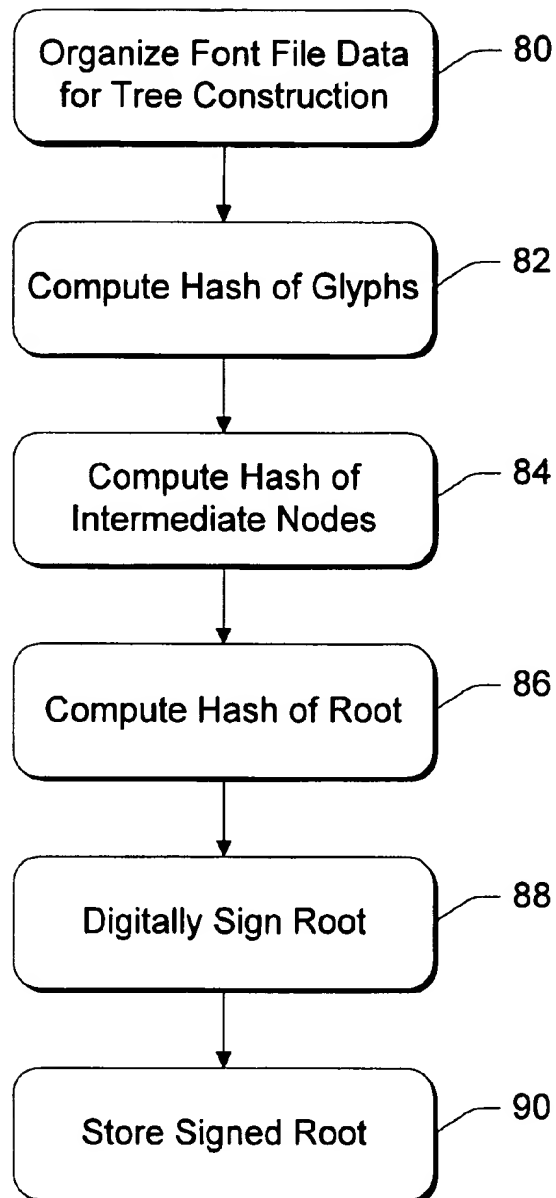 Organize Font File Data
for Tree Construction
80
Compute Hash of Glyphs
82
Compute Hash of
Intermediate Nodes
84
Compute Hash of Root
86
Digitally Sign Root
88
Store Signed Root
90